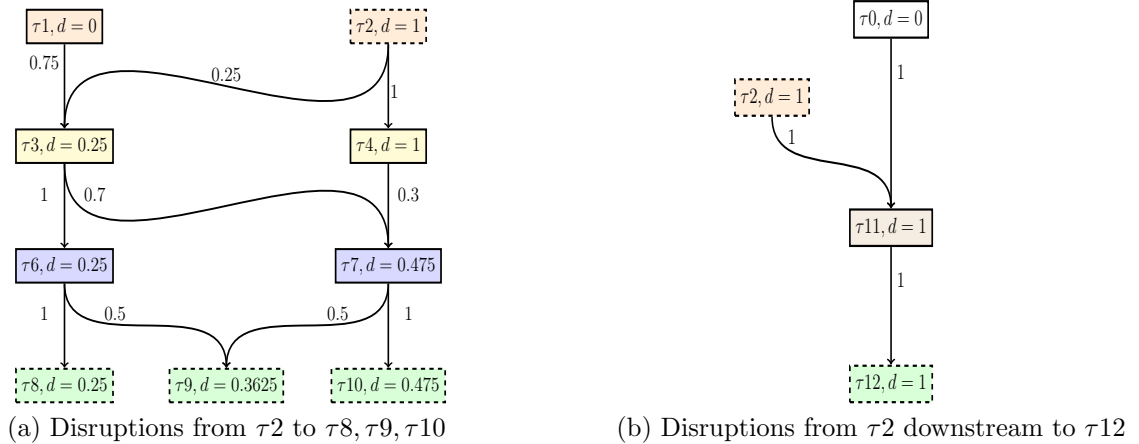 τ1, d = 0
τ2, d = 1
0.75
0.25
1
τ3, d = 0.25
τ4, d = 1
1
0.7
0.3
τ6, d = 0.25
τ7, d = 0.475
1
0.5
0.5
1
τ8, d = 0.25
τ9, d = 0.3625
τ10, d = 0.475
(a) Disruptions from τ2 to τ8, τ9, τ10
τ0, d = 0
1
τ2, d = 1
1
τ11, d = 1
1
τ12, d = 1
(b) Disruptions from τ2 downstream to τ12